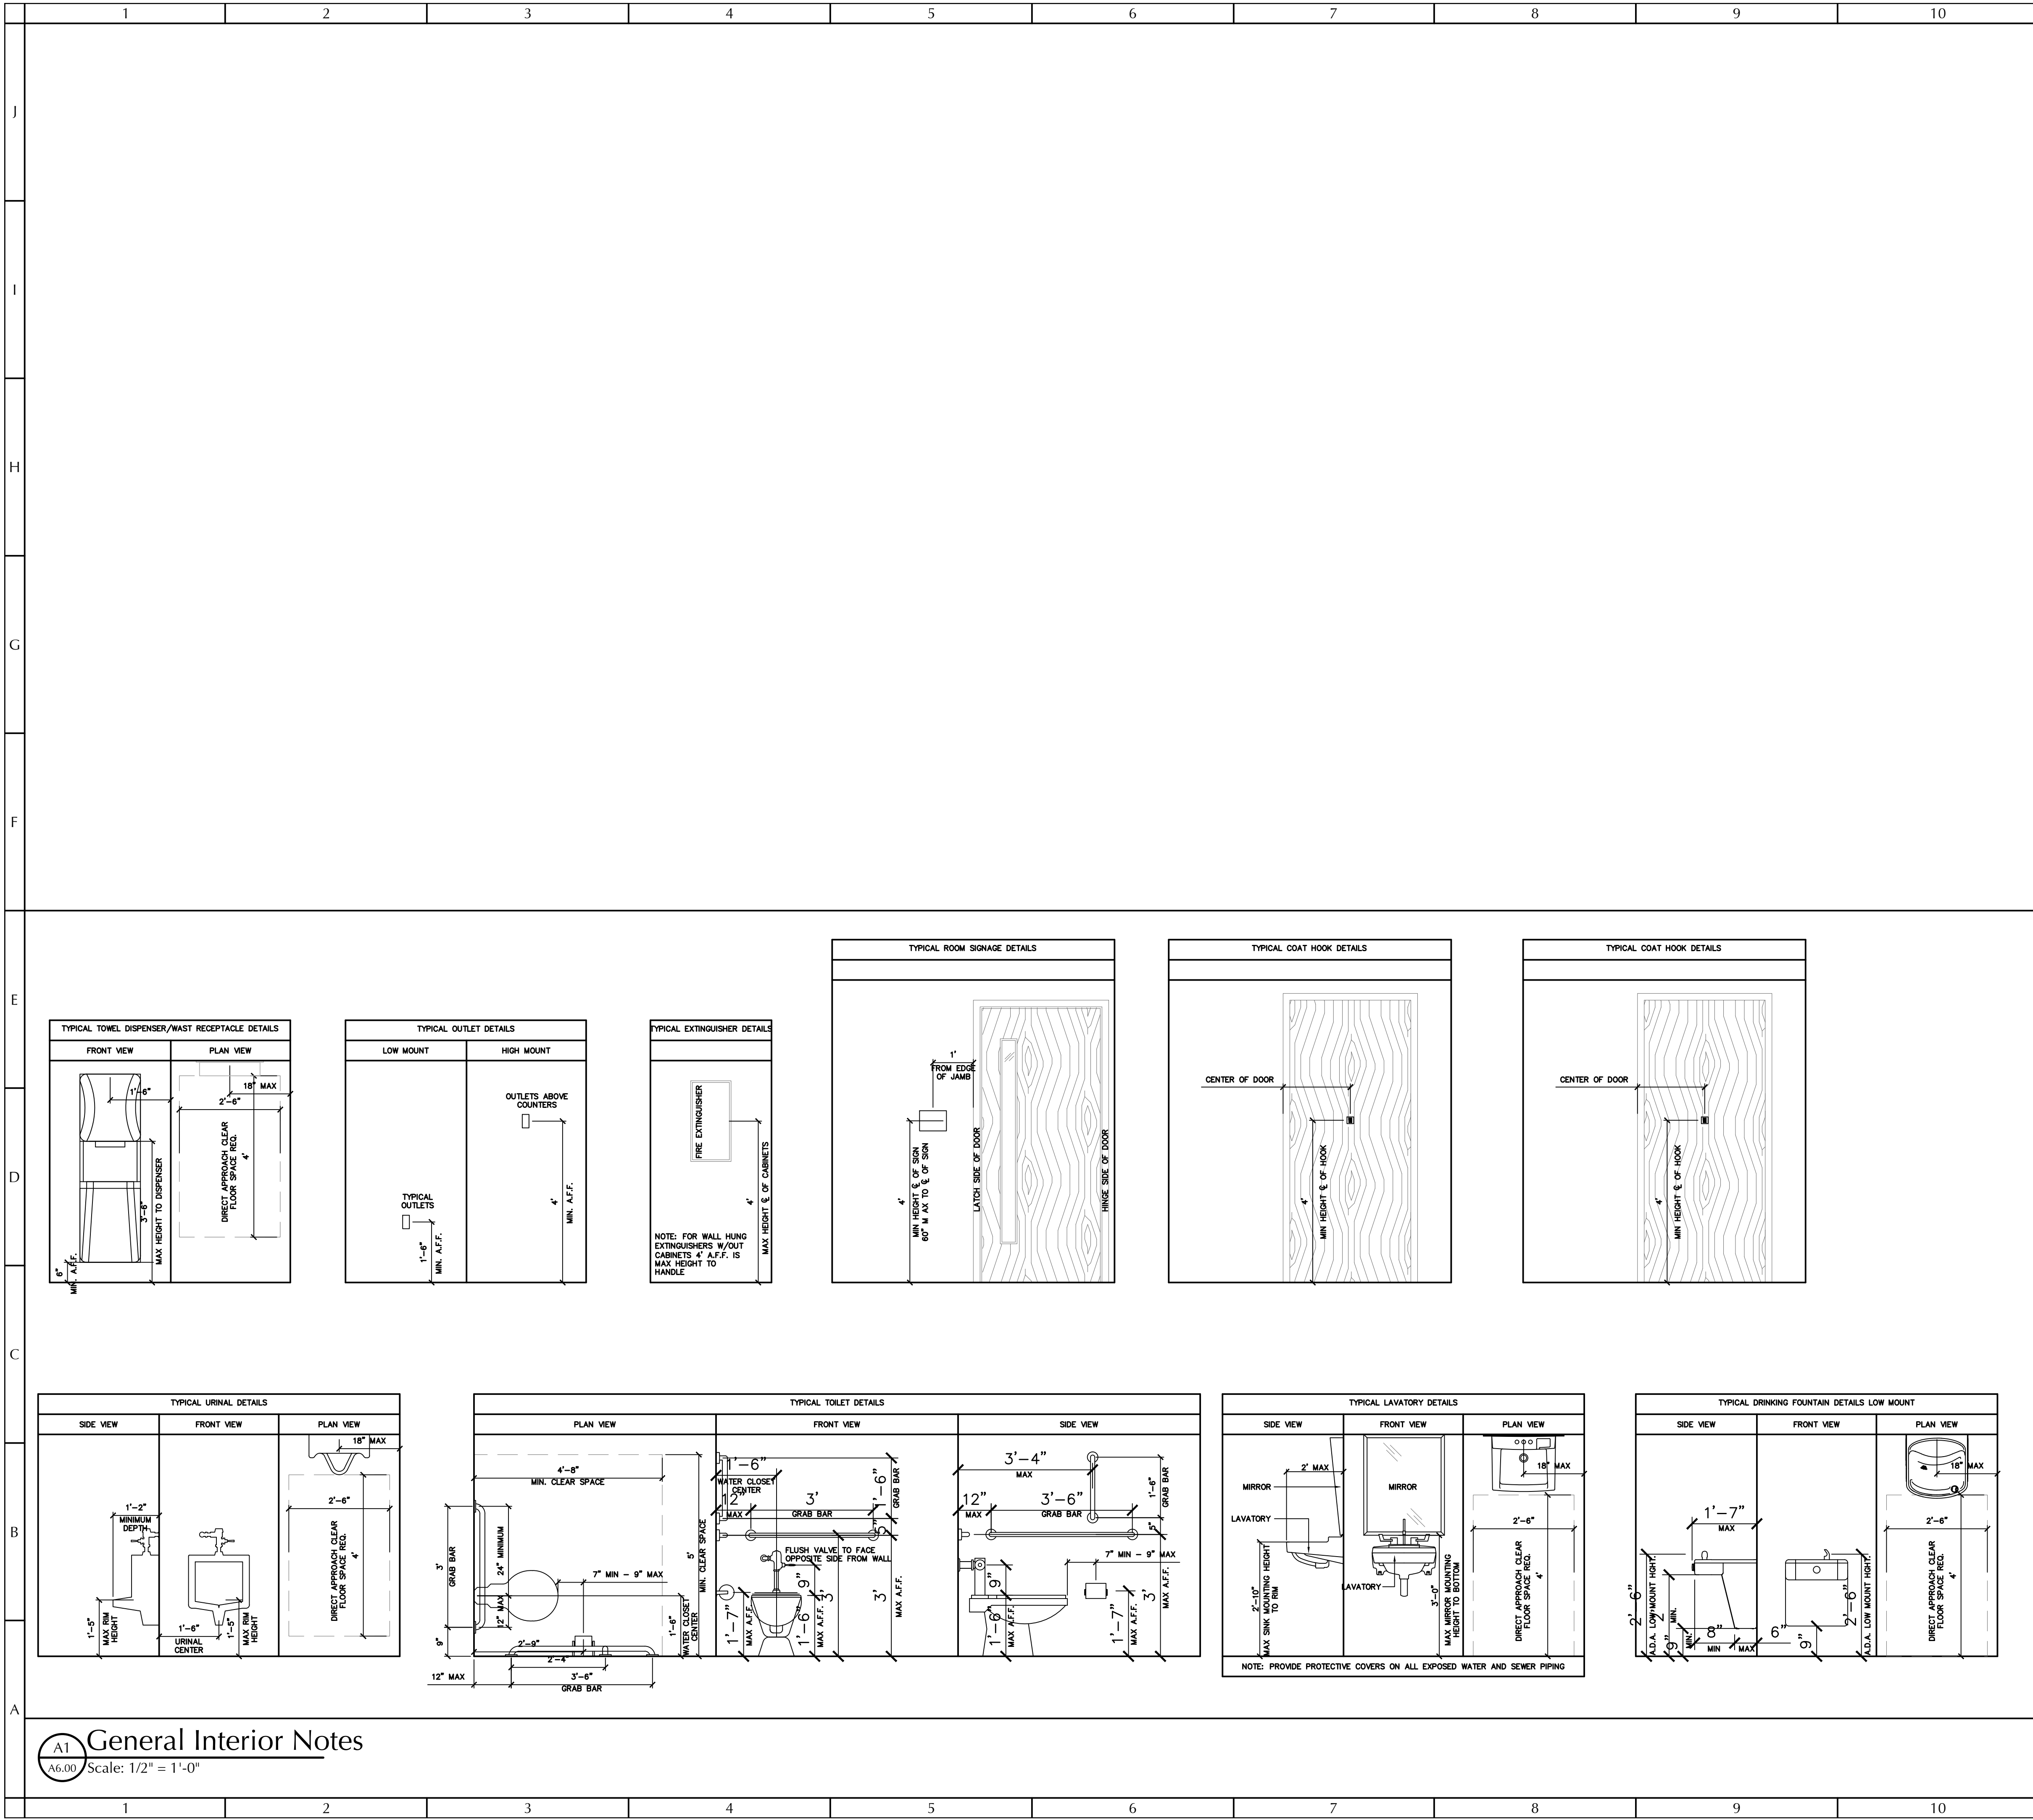 1 2 3 4 5 6 7 8 9 10
J
I
H
G
F
E
D
C
B
A
TYPICAL TOWEL DISPENSER/WAST RECEPTACLE DETAILS
FRONT VIEW
PLAN VIEW
1'-6"
18" MAX
2'-6"
DIRECT APPROACH CLEAR
FLOOR SPACE REQ.
4'
3'-6"
MAX HEIGHT TO DISPENSER
6"
MIN. A.F.F.
TYPICAL OUTLET DETAILS
LOW MOUNT
HIGH MOUNT
OUTLETS ABOVE
COUNTERS
TYPICAL
OUTLETS
1'-6"
MIN. A.F.F.
4'
MIN. A.F.F.
TYPICAL EXTINGUISHER DETAILS
FIRE EXTINGUISHER
4'
MAX HEIGHT ℄ OF CABINETS
NOTE: FOR WALL HUNG
EXTINGUISHERS W/OUT
CABINETS 4' A.F.F. IS
MAX HEIGHT TO
HANDLE
TYPICAL ROOM SIGNAGE DETAILS
1'
FROM EDGE
OF JAMB
4'
MIN HEIGHT ℄ OF SIGN
60" M AX TO ℄ OF SIGN
LATCH SIDE OF DOOR
HINGE SIDE OF DOOR
TYPICAL COAT HOOK DETAILS
CENTER OF DOOR
4'
MIN HEIGHT ℄ OF HOOK
TYPICAL COAT HOOK DETAILS
CENTER OF DOOR
4'
MIN HEIGHT ℄ OF HOOK
TYPICAL URINAL DETAILS
SIDE VIEW
FRONT VIEW
PLAN VIEW
1'-2"
MINIMUM
DEPTH
1'-5"
MAX RIM
HEIGHT
1'-6"
URINAL
CENTER
1'-5"
MAX RIM
HEIGHT
18" MAX
2'-6"
DIRECT APPROACH CLEAR
FLOOR SPACE REQ.
4'
TYPICAL TOILET DETAILS
PLAN VIEW
FRONT VIEW
SIDE VIEW
4'-8"
MIN. CLEAR SPACE
3'
GRAB BAR
24" MINIMUM
12" MAX
9"
7" MIN - 9" MAX
5'
MIN. CLEAR SPACE
1'-6"
WATER CLOSET
CENTER
2'-9"
2'-4"
12" MAX
3'-6"
GRAB BAR
1'-6"
WATER CLOSET
CENTER
12"
MAX
3'
GRAB BAR
1'-6"
GRAB BAR
5"
FLUSH VALVE TO FACE
OPPOSITE SIDE FROM WALL
9"
1'-7"
MAX A.F.F.
1'-6"
MAX A.F.F.
3'
3'
MAX A.F.F.
3'-4"
MAX
12"
MAX
3'-6"
GRAB BAR
1'-6"
GRAB BAR
5"
7" MIN - 9" MAX
9"
1'-6"
MAX A.F.F.
1'-7"
MAX A.F.F.
3'
MAX A.F.F.
TYPICAL LAVATORY DETAILS
SIDE VIEW
FRONT VIEW
PLAN VIEW
2' MAX
MIRROR
LAVATORY
2'-10"
MAX SINK MOUNTING HEIGHT
TO RIM
MIRROR
LAVATORY
3'-0"
MAX MIRROR MOUNTING
HEIGHT TO BOTTOM
18" MAX
2'-6"
DIRECT APPROACH CLEAR
FLOOR SPACE REQ.
4'
NOTE: PROVIDE PROTECTIVE COVERS ON ALL EXPOSED WATER AND SEWER PIPING
TYPICAL DRINKING FOUNTAIN DETAILS LOW MOUNT
SIDE VIEW
FRONT VIEW
PLAN VIEW
1'-7"
MAX
2'-6"
A.D.A. LOW MOUNT HGHT.
MIN.
9"
MIN.
8"
MIN
6"
MAX
9"
2'-6"
A.D.A. LOW MOUNT HGHT.
18" MAX
2'-6"
DIRECT APPROACH CLEAR
FLOOR SPACE REQ.
4'
A1
A6.00
General Interior Notes
Scale: 1/2" = 1'-0"
1 2 3 4 5 6 7 8 9 10